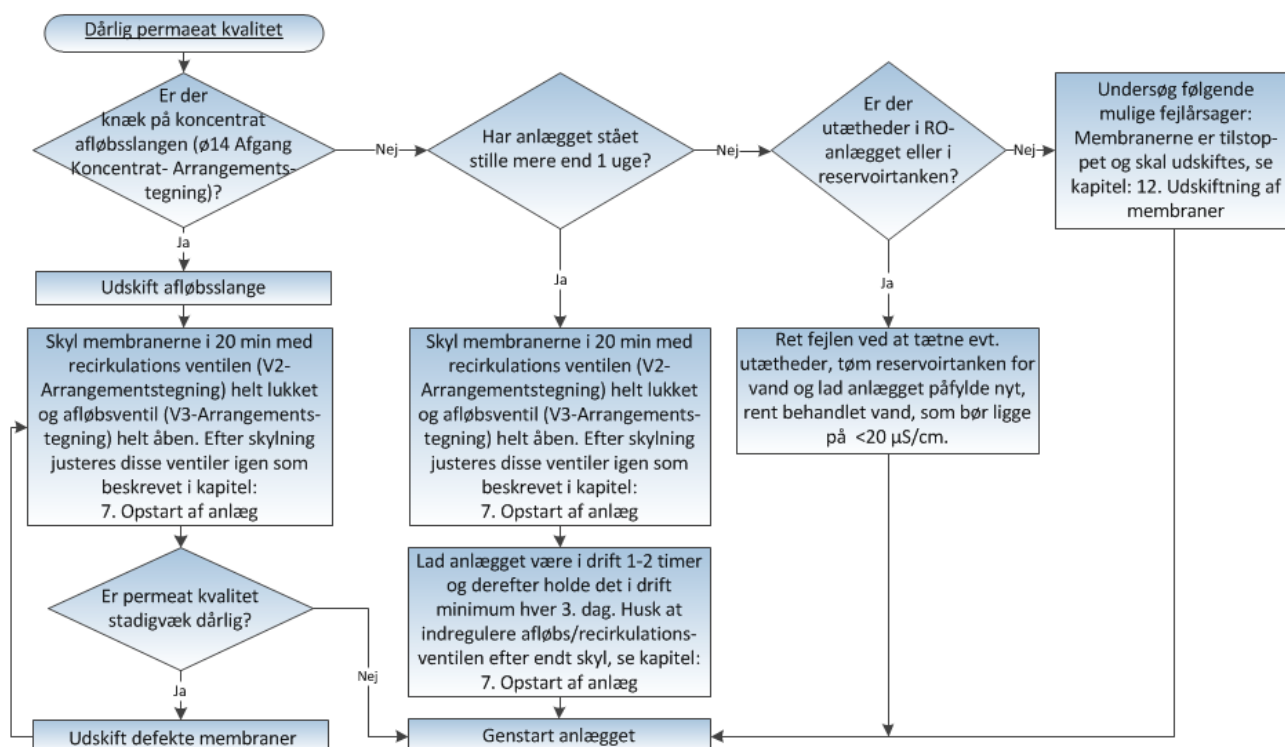 Dårlig permaeat kvalitet
Er der
knæk på koncentrat
afløbsslangen (ø14 Afgang
Koncentrat- Arrangements-
tegning)?
Nej
Har anlægget stået
stille mere end 1 uge?
Nej
Er der
utætheder i RO-
anlægget eller i
reservoirtanken?
Nej
Undersøg følgende
mulige fejlårsager:
Membranerne er tilstop-
pet og skal udskiftes, se
kapitel: 12. Udskiftning af
membraner
Ja
Udskift afløbsslange
Skyl membranerne i 20 min med
recirkulations ventilen (V2-
Arrangementstegning) helt lukket
og afløbsventil (V3-Arrangements-
tegning) helt åben. Efter skylning
justeres disse ventiler igen som
beskrevet i kapitel:
7. Opstart af anlæg
Er permeat kvalitet
stadigvæk dårlig?
Nej
Ja
Udskift defekte membraner
Ja
Skyl membranerne i 20 min med
recirkulations ventilen (V2-
Arrangementstegning) helt lukket
og afløbsventil (V3-Arrangements-
tegning) helt åben. Efter skylning
justeres disse ventiler igen som
beskrevet i kapitel:
7. Opstart af anlæg
Lad anlægget være i drift 1-2 timer
og derefter holde det i drift
minimum hver 3. dag. Husk at
indregulere afløbs/recirkulations-
ventilen efter endt skyl, se kapitel:
7. Opstart af anlæg
Genstart anlægget
Ja
Ret fejlen ved at tætne evt.
utætheder, tøm reservoirtanken for
vand og lad anlægget påfylde nyt,
rent behandlet vand, som bør ligge
på <20 µS/cm.